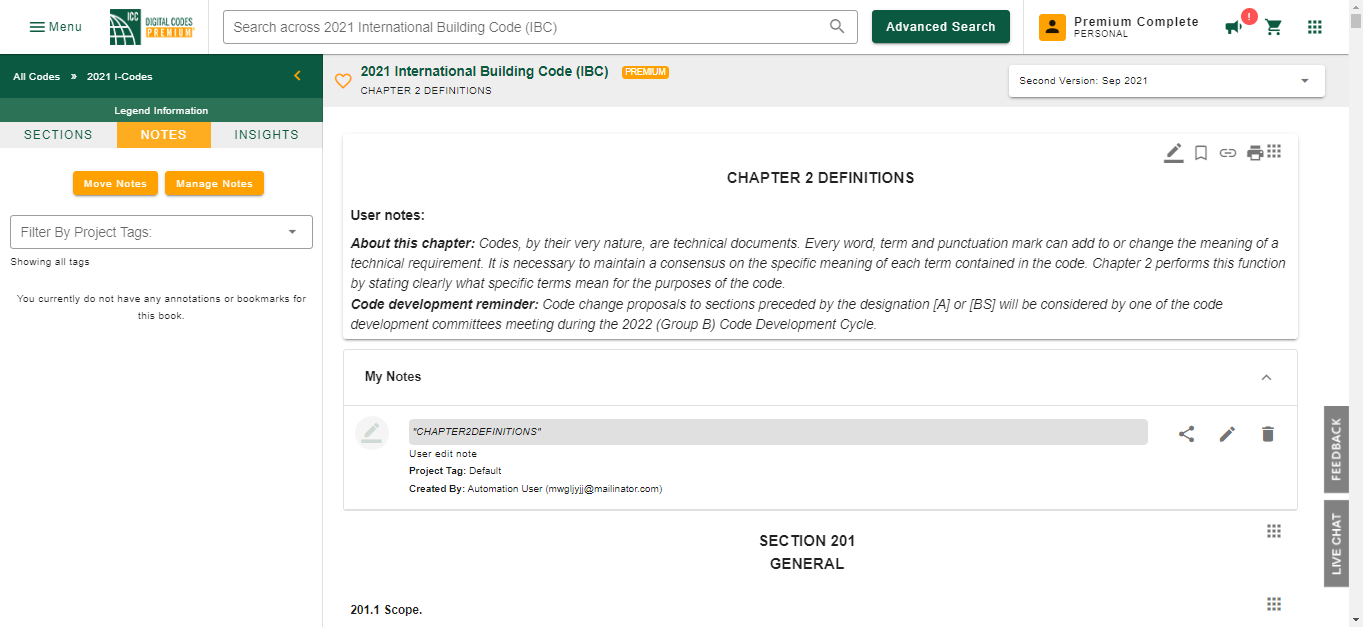 Menu
ICC
DIGITAL CODES
PREMIUM
Search across 2021 International Building Code (IBC)
Advanced Search
Premium Complete
PERSONAL
!
All Codes » 2021 I-Codes
Legend Information
SECTIONS NOTES INSIGHTS
Move Notes Manage Notes
Filter By Project Tags:
Showing all tags
You currently do not have any annotations or bookmarks for
this book.
2021 International Building Code (IBC) PREMIUM
CHAPTER 2 DEFINITIONS
Second Version: Sep 2021
CHAPTER 2 DEFINITIONS
User notes:
About this chapter: Codes, by their very nature, are technical documents. Every word, term and punctuation mark can add to or change the meaning of a
technical requirement. It is necessary to maintain a consensus on the specific meaning of each term contained in the code. Chapter 2 performs this function
by stating clearly what specific terms mean for the purposes of the code.
Code development reminder: Code change proposals to sections preceded by the designation [A] or [BS] will be considered by one of the code
development committees meeting during the 2022 (Group B) Code Development Cycle.
My Notes
"CHAPTER2DEFINITIONS"
User edit note
Project Tag: Default
Created By: Automation User (mwgljyjj@mailinator.com)
SECTION 201
GENERAL
201.1 Scope.
FEEDBACK
LIVE CHAT